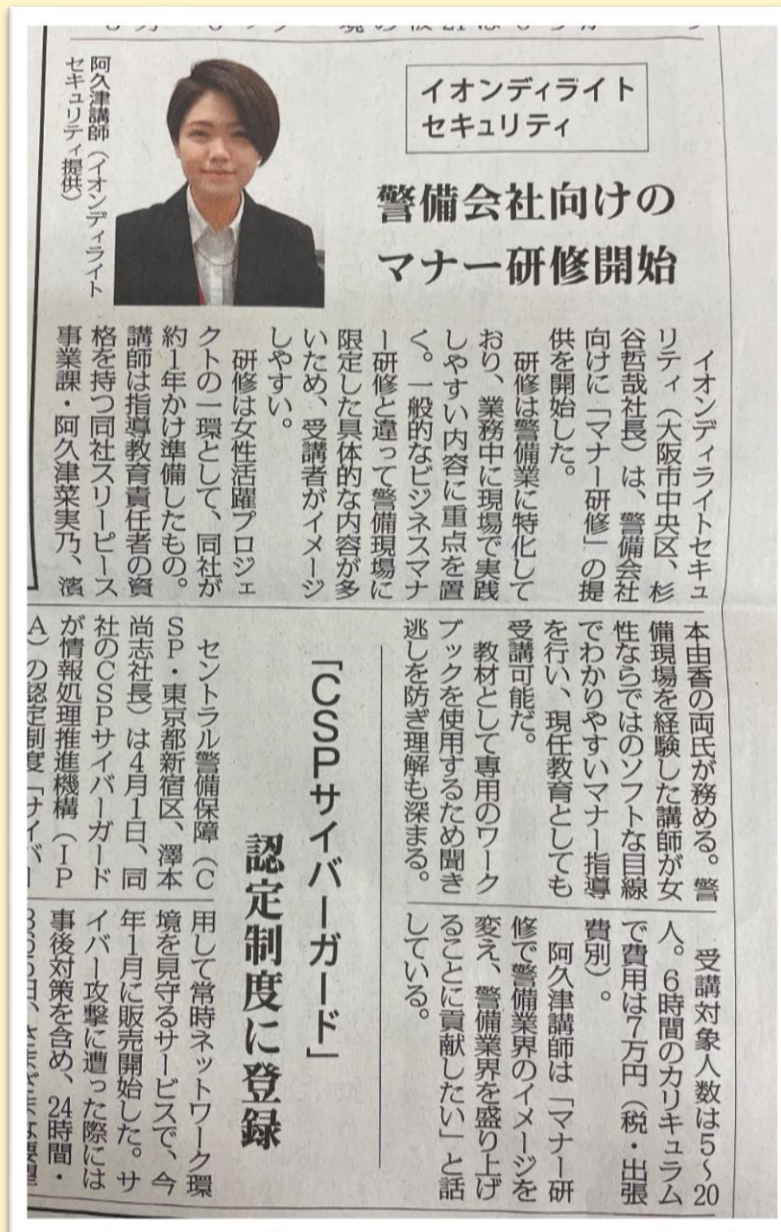 イオンディライト
セキュリティ
警備会社向けの
マナー研修開始
阿久津講師（イオンディライト
セキュリティ提供）
イオンディライトセキュ
リティ（大阪市中央区、杉
谷哲哉社長）は、警備会社
向けに「マナー研修」の提
供を開始した。
研修は警備業に特化して
おり、業務中に現場で実践
しやすい内容に重点を置
く。一般的なビジネスマナ
ー研修と違って警備現場に
限定した具体的な内容が多
いため、受講者がイメージ
しやすい。
研修は女性活躍プロジェ
クトの一環として、同社が
約1年かけ準備したもの。
講師は指導教育責任者の資
格を持つ同社スリーピース
事業課・阿久津菜実乃、濱
本由香の両氏が務める。警
備現場を経験した講師が女
性ならではのソフトな目線
でわかりやすいマナー指導
を行い、現任教育としても
受講可能だ。
教材として専用のワーク
ブックを使用するため聞き
逃しを防ぎ理解も深まる。
受講対象人数は5〜20
人。6時間のカリキュラム
で費用は7万円（税・出張
費別）。
阿久津講師は「マナー研
修で警備業界のイメージを
変え、警備業界を盛り上げ
ることに貢献したい」と話
している。
「CSPサイバーガード」
認定制度に登録
セントラル警備保障（C
SP・東京都新宿区、澤本
尚志社長）は4月1日、同
社のCSPサイバーガード
が情報処理推進機構（IP
A）の認定制度「サイバー
用して常時ネットワーク環
境を見守るサービスで、今
年1月に販売開始した。サ
イバー攻撃に遭った際には
事後対策を含め、24時間・
365日、さまざまな要望